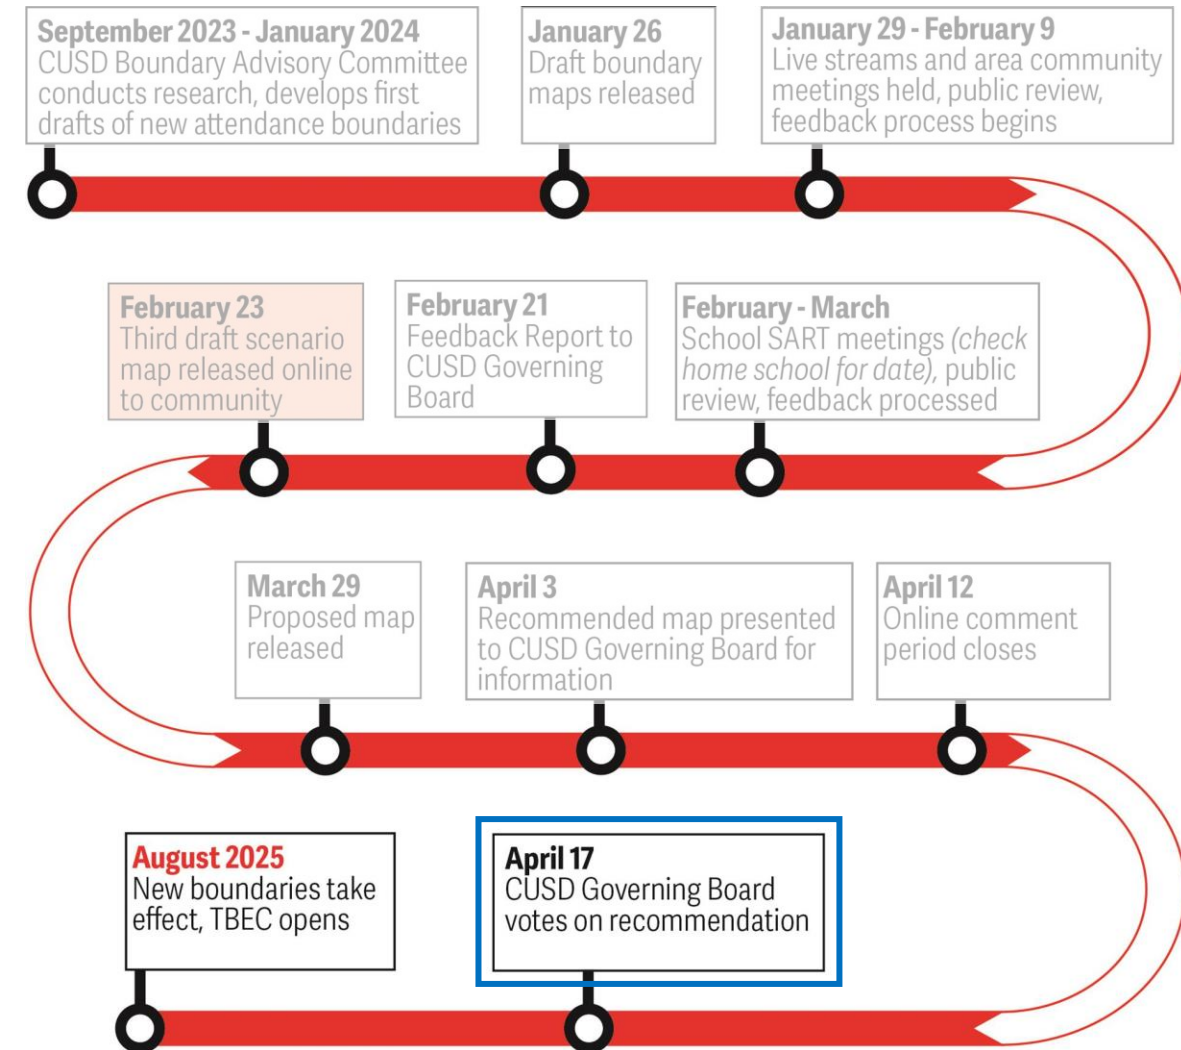 September 2023 - January 2024
CUSD Boundary Advisory Committee
conducts research, develops first
drafts of new attendance boundaries
January 26
Draft boundary
maps released
January 29 - February 9
Live streams and area community
meetings held, public review,
feedback process begins
February 23
Third draft scenario
map released online
to community
February 21
Feedback Report to
CUSD Governing
Board
February - March
School SART meetings (check
home school for date), public
review, feedback processed
March 29
Proposed map
released
April 3
Recommended map presented
to CUSD Governing Board for
information
April 12
Online comment
period closes
August 2025
New boundaries take
effect, TBEC opens
April 17
CUSD Governing Board
votes on recommendation